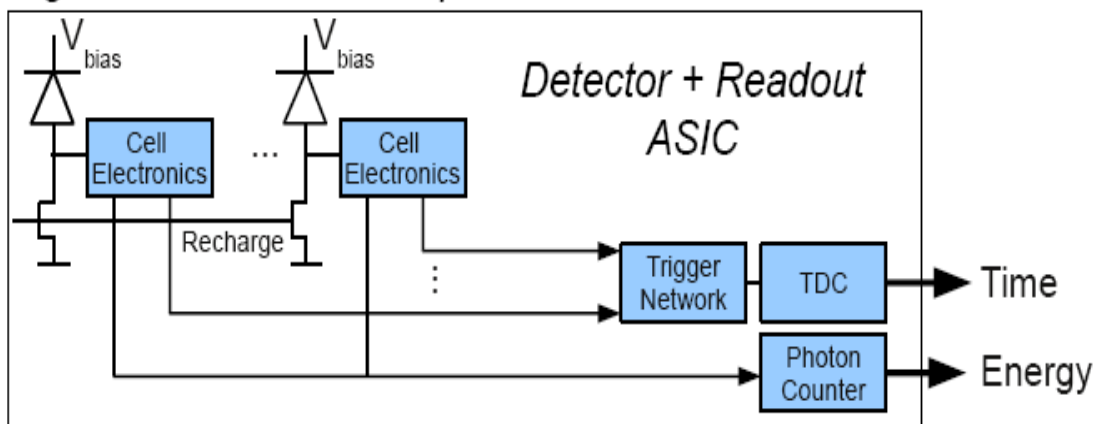 V bias
V bias
Detector + Readout
ASIC
Cell
Electronics
...
Cell
Electronics
Recharge
...
Trigger
Network
TDC
Time
Photon
Counter
Energy